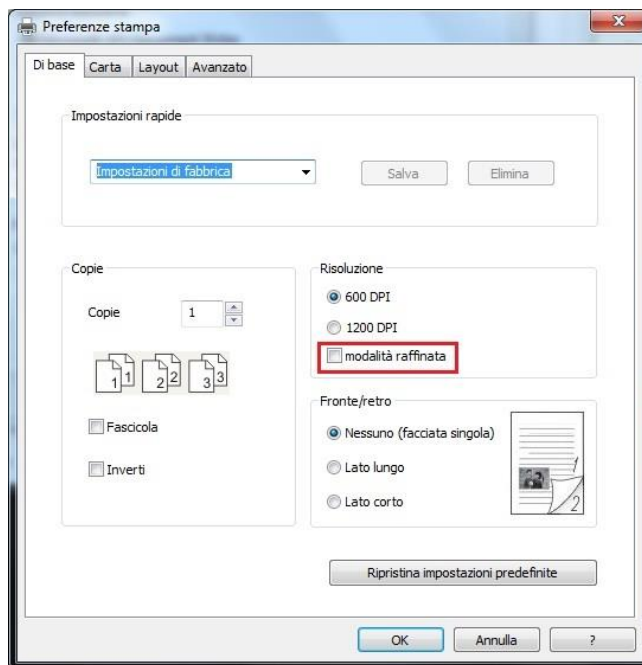 Preferenze stampa
Di base Carta Layout Avanzato
Impostazioni rapide
Impostazioni di fabbrica Salva Elimina
Copie
Copie 1
1 1 2 2 3 3
Fascicola
Inverti
Risoluzione
600 DPI
1200 DPI
modalità raffinata
Fronte/retro
Nessuno (facciata singola)
Lato lungo
Lato corto
1
2
Ripristina impostazioni predefinite
OK Annulla ?